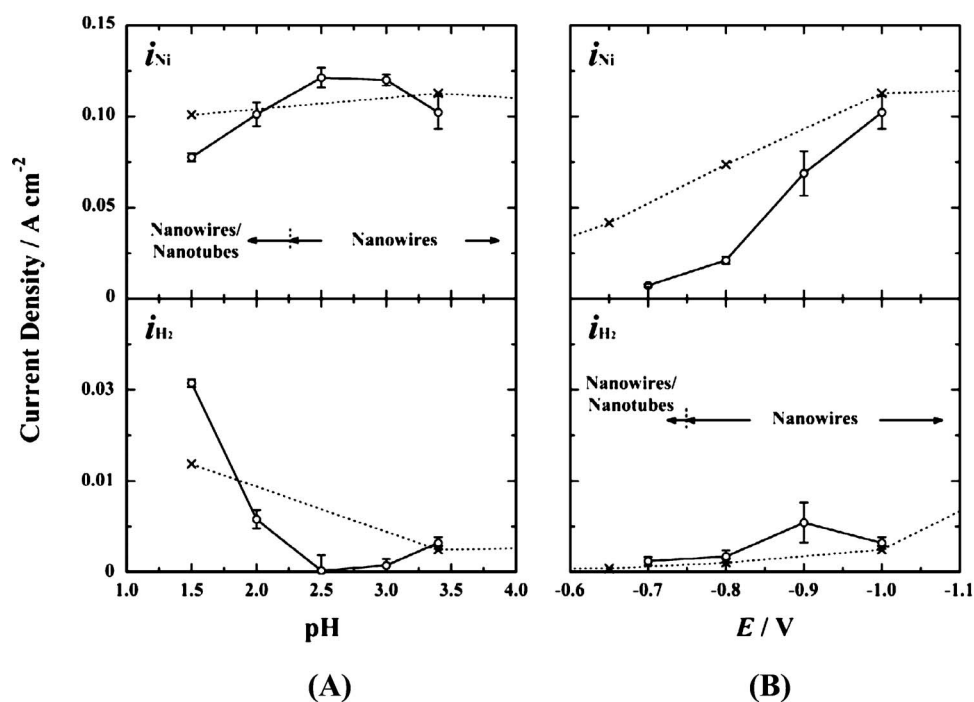 Current Density / A cm⁻²
0.15
0.10
0.05
0
0.03
0.01
0
i_Ni
Nanowires/
Nanotubes
Nanowires
i_H₂
1.0 1.5 2.0 2.5 3.0 3.5 4.0
pH
(A)
i_Ni
i_H₂
Nanowires/
Nanotubes
Nanowires
-0.6 -0.7 -0.8 -0.9 -1.0 -1.1
E / V
(B)